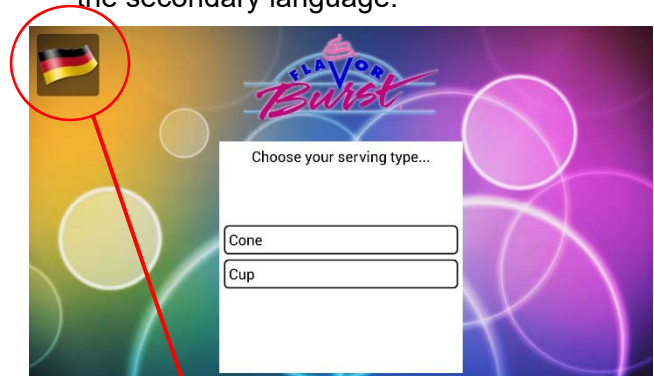 the secondary language.
FLAVOR
Burst
Choose your serving type...
Cone
Cup